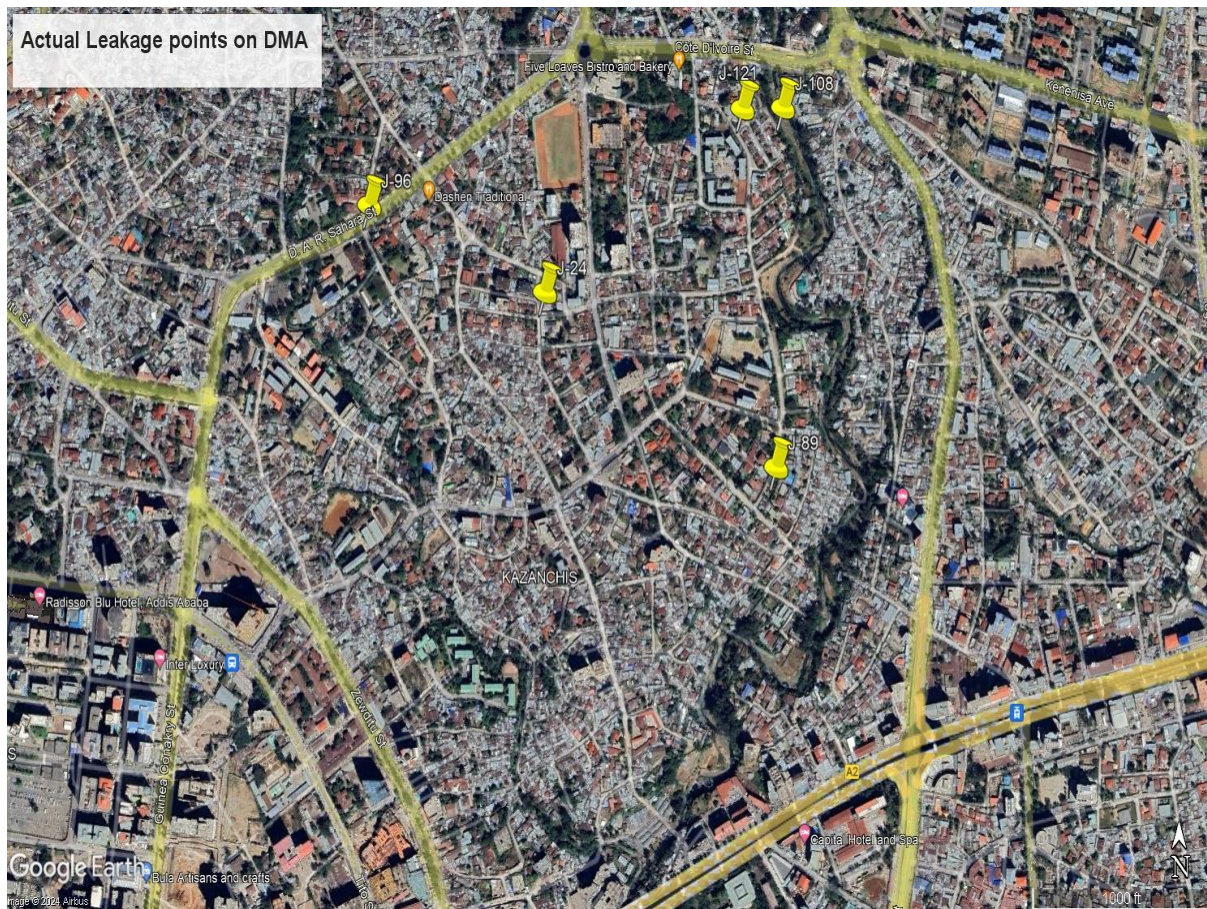 Actual Leakage points on DMA
Côte D'Ivoire St
Five Loaves Bistro and Bakery
J-121
J-108
Kenenisa Ave
J-96
Dashen Traditional
D. A. R. Sahara St
J-24
J-89
KAZANCHIS
Radisson Blu Hotel, Addis Ababa
Inter Luxury
Zewditu St
Guinea Conakry St
A2
Capital Hotel and Spa
Google Earth
Bula Artisans and crafts
Image © 2024 Airbus
N
1000 ft